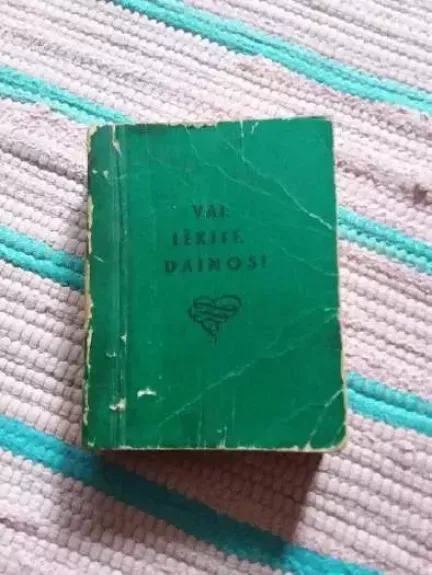 VAI,
LĖKITE,
DAINOS!